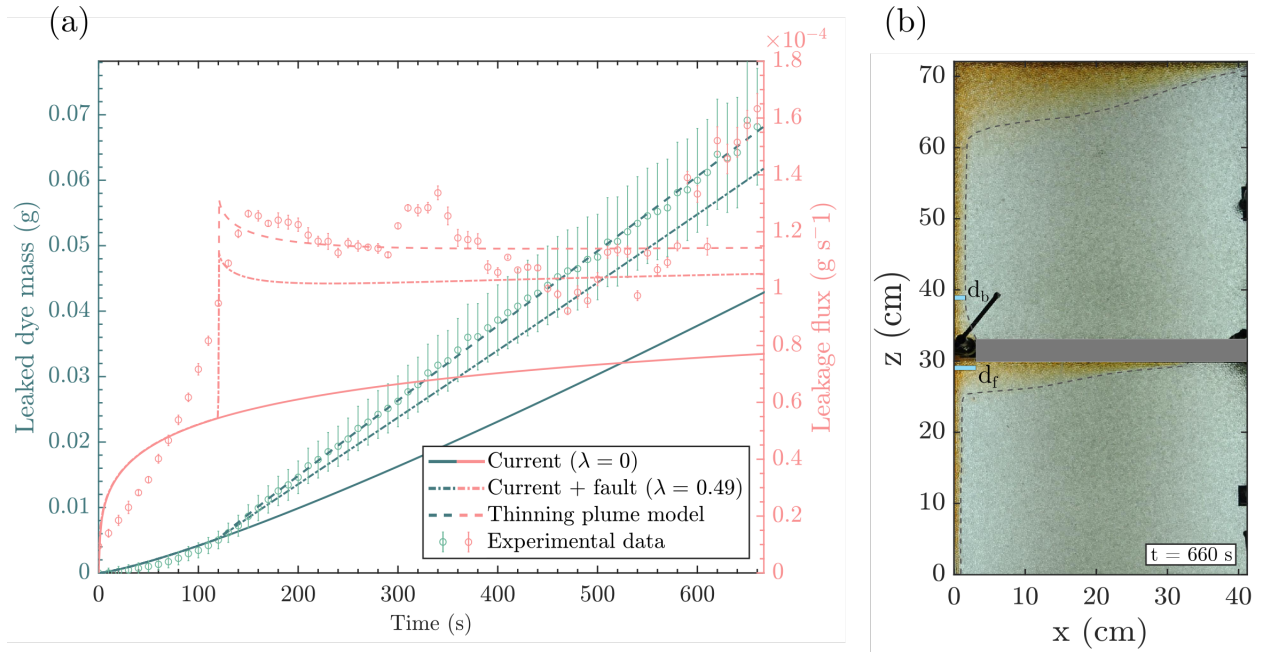 (a)
×10⁻⁴
Leaked dye mass (g)
0.07
0.06
0.05
0.04
0.03
0.02
0.01
0
1.8
1.6
1.4
1.2
1
0.8
0.6
0.4
0.2
0
Leakage flux (g s⁻1)
Current (λ = 0)
Current + fault (λ = 0.49)
Thinning plume model
Experimental data
0 100 200 300 400 500 600
Time (s)
(b)
z (cm)
70
60
50
40
30
20
10
0
d_b
d_f
t = 660 s
0 10 20 30 40
x (cm)